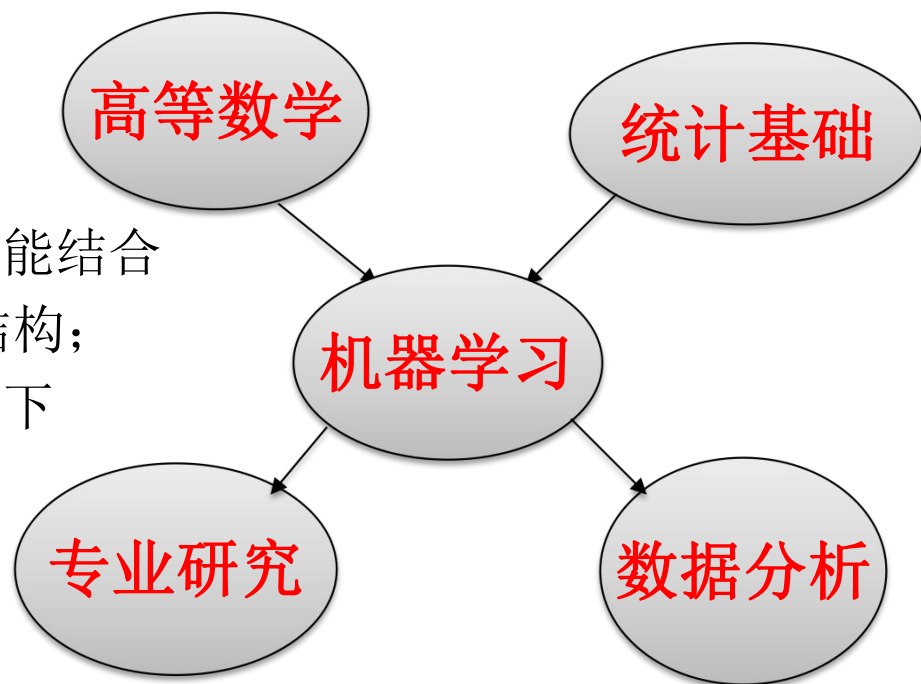 高等数学
统计基础
能结合
结构；
机器学习
下
专业研究
数据分析